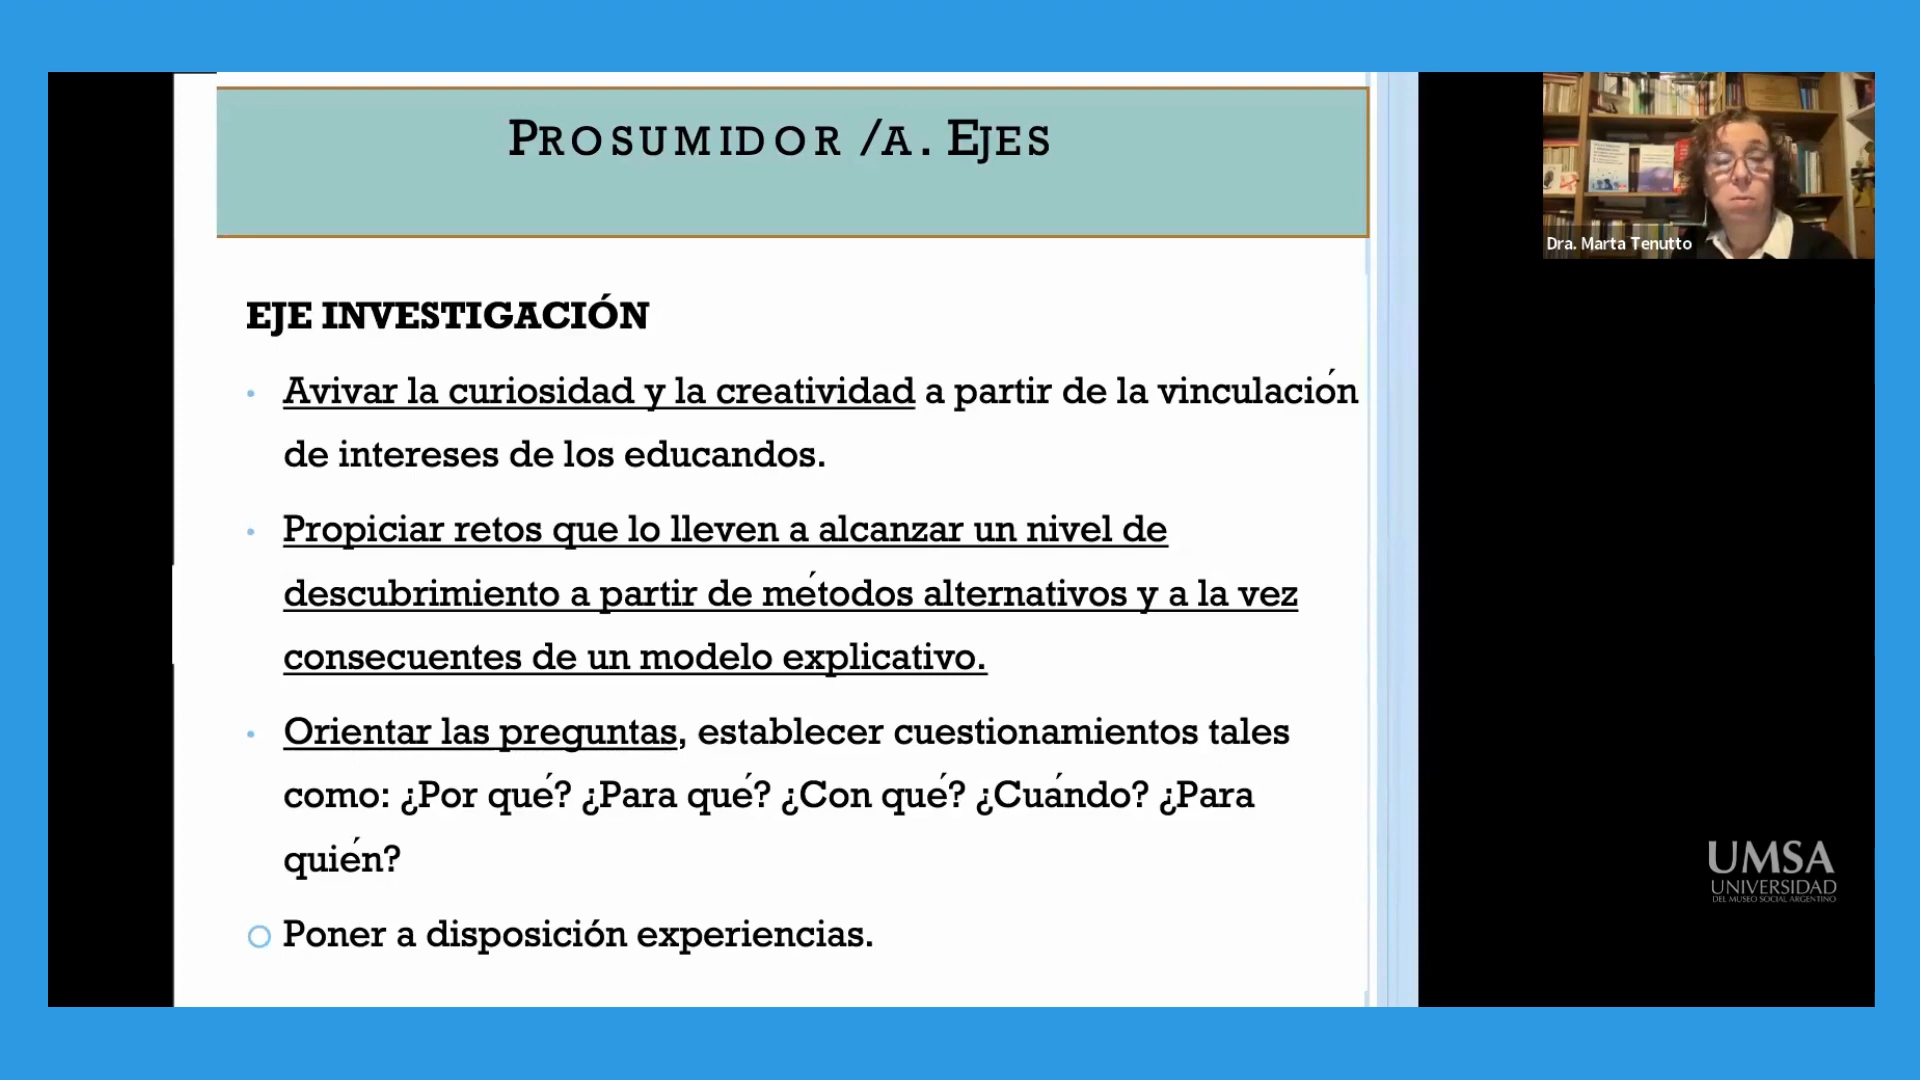 PROSUMIDOR /A. EJES
Dra. Marta Tenutto
EJE INVESTIGACIÓN
• Avivar la curiosidad y la creatividad a partir de la vinculación
de intereses de los educandos.
• Propiciar retos que lo lleven a alcanzar un nivel de
descubrimiento a partir de métodos alternativos y a la vez
consecuentes de un modelo explicativo.
• Orientar las preguntas, establecer cuestionamientos tales
como: ¿Por qué? ¿Para qué? ¿Con qué? ¿Cuándo? ¿Para
quién?
Poner a disposición experiencias.
UMSA
UNIVERSIDAD
DEL MUSEO SOCIAL ARGENTINO